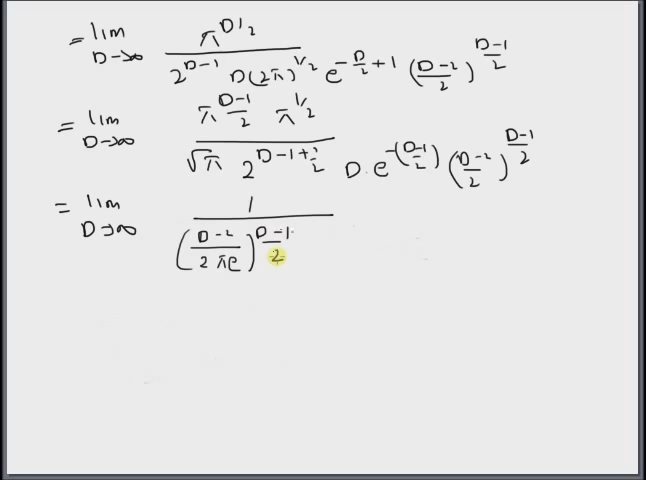 = lim D→∞ π^(D/2) / 2^(D-1) D(2π)^(1/2) e^(-D/2+1) ((D-2)/2)^((D-1)/2)
= lim D→∞ π^((D-1)/2) π^(1/2) / √π 2^(D-1+1/2) D. e^(-((D-1)/2)) ((D-2)/2)^((D-1)/2)
= lim D→∞ 1 / ((D-2)/(2πe))^((D-1)/2)